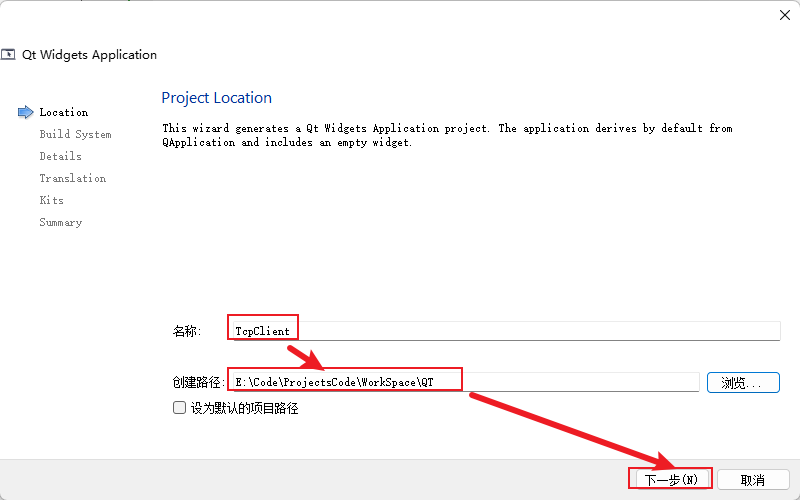 Qt Widgets Application
Location
Build System
Details
Translation
Kits
Summary
Project Location
This wizard generates a Qt Widgets Application project. The application derives by default from
QApplication and includes an empty widget.
名称:
TcpClient
创建路径:
E:\Code\ProjectsCode\WorkSpace\QT
浏览...
设为默认的项目路径
下一步(N)
取消